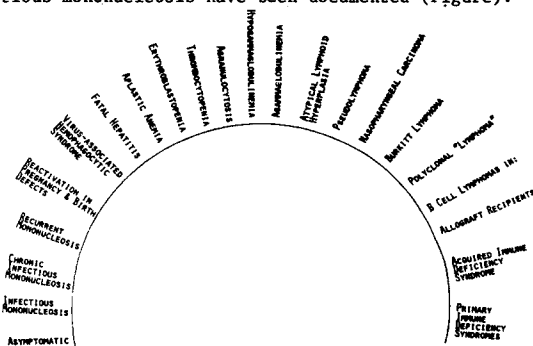 tious mononucleosis have been documented (Figure).
ASYMPTOMATIC
INFECTIOUS
MONONUCLEOSIS
CHRONIC
INFECTIOUS
MONONUCLEOSIS
RECURRENT
MONONUCLEOSIS
REACTIVATION IN
PREGNANCY & BIRTH
DEFECTS
VIRUS-ASSOCIATED
HEMOPHAGOCYTIC
SYNDROME
FATAL HEPATITIS
APLASTIC ANEMIA
ERYTHROBLASTOPENIA
THROMBOCYTOPENIA
AGRANULOCYTOSIS
HYPOGAMMAGLOBULINEMIA
AGAMMAGLOBULINEMIA
ATYPICAL LYMPHOID
HYPERPLASIA
PSEUDOLYMPHOMA
NASOPHARYNGEAL CARCINOMA
BURKITT LYMPHOMA
POLYCLONAL "LYMPHOMA"
B CELL LYMPHOMAS IN:
ALLOGRAFT RECIPIENTS
ACQUIRED IMMUNE
DEFICIENCY
SYNDROME
PRIMARY
IMMUNE
DEFICIENCY
SYNDROMES